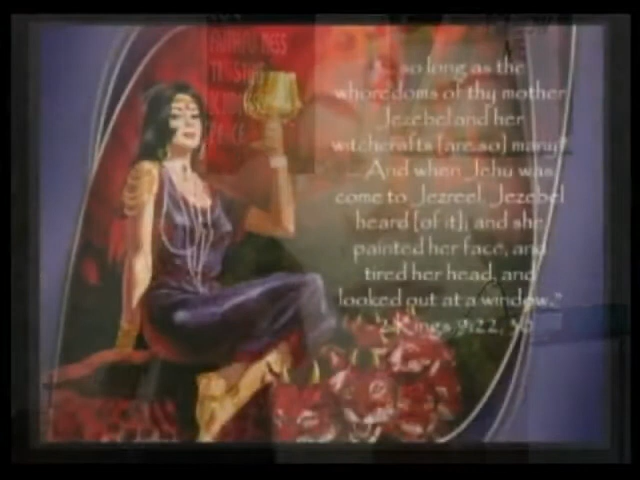 so long as the
whoredoms of thy mother
Jezebel and her
witchcrafts [are so] many?
And when Jehu was
come to Jezreel, Jezebel
heard [of it]; and she
painted her face, and
tired her head, and
looked out at a window."
2 Kings 9:22, 30